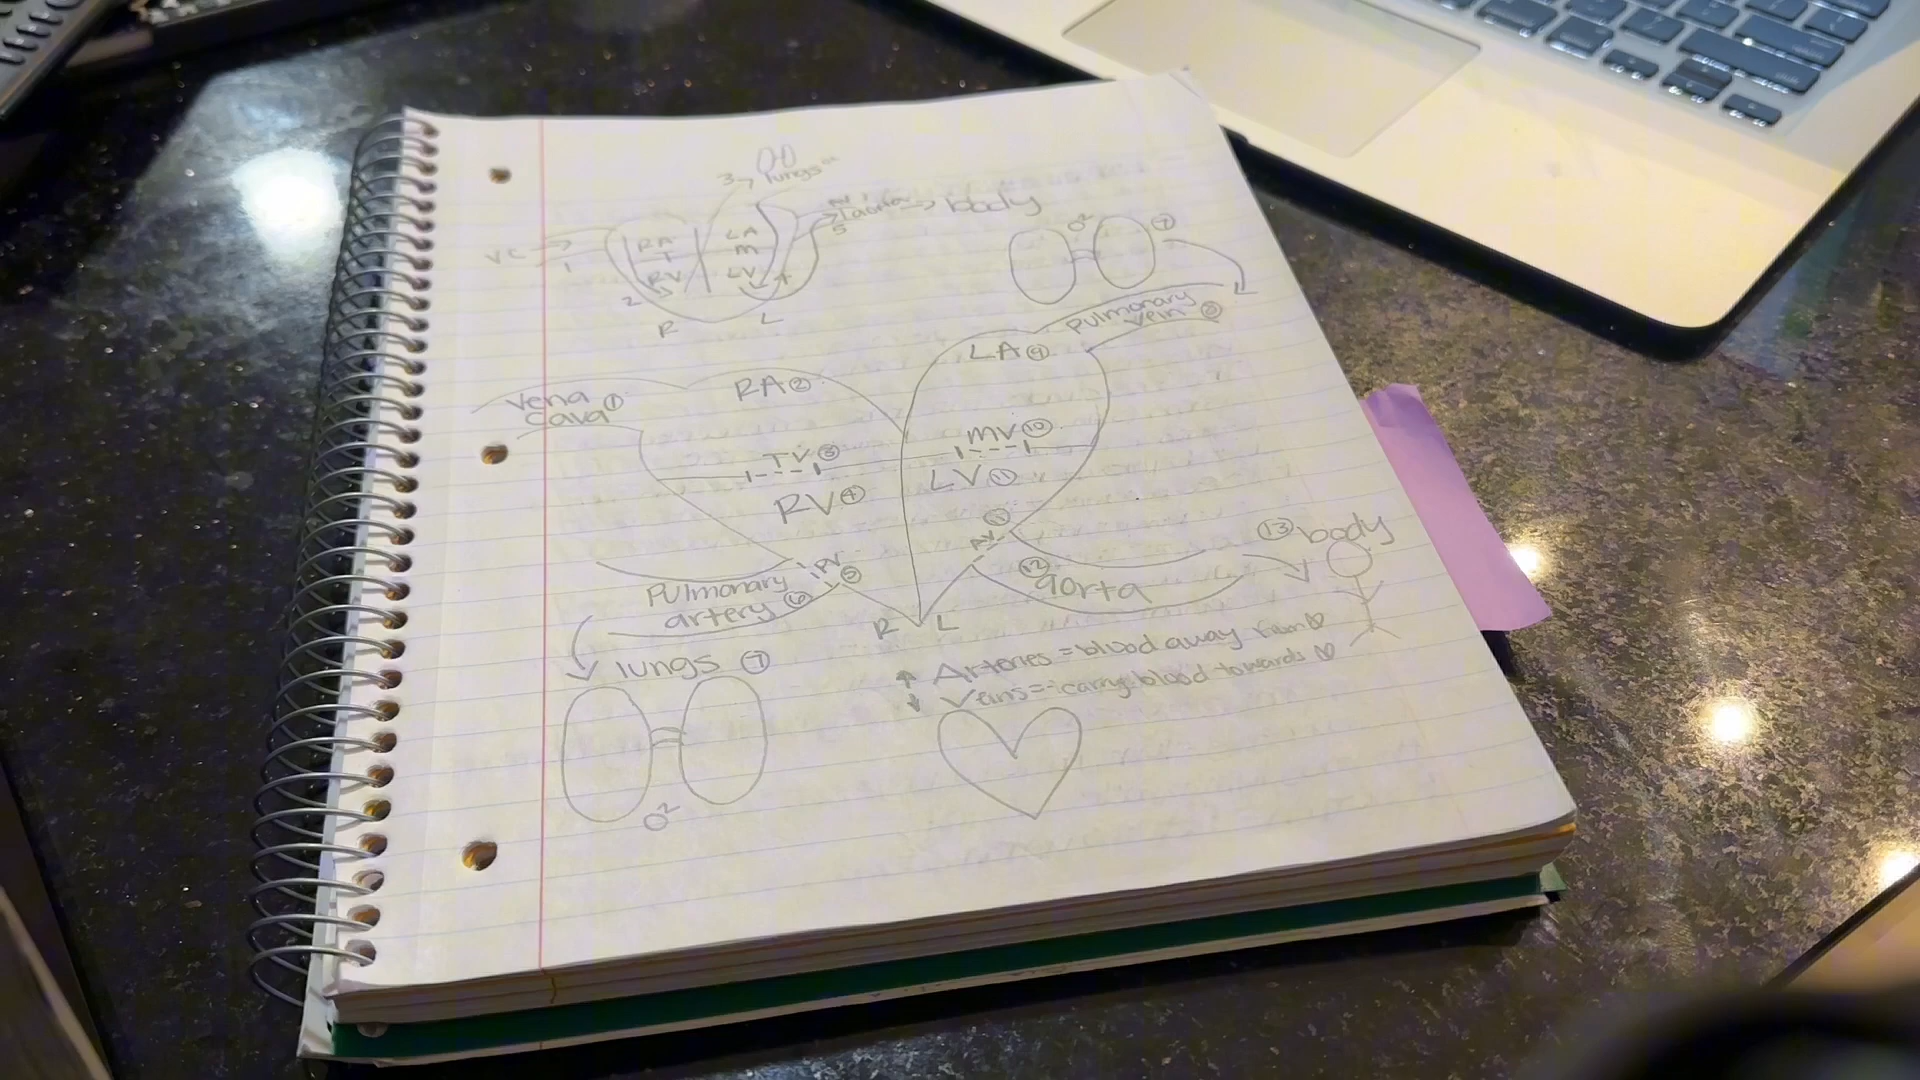 3→ lungs
→ body
VC
1
RA
T
RV
2
LA
M
LV
4
5
R
L
O²
⑦
Pulmonary
vein ⑧
LA ⑨
Vena ①
cava
RA ②
TV ③
RV ④
MV ⑩
LV ⑪
AV
PV
⑤
Pulmonary
artery ⑥
R
L
⑫
aorta
⑬ body
lungs ⑦
O²
↑ Arteries = blood away from ♡
↓ Veins = carry blood towards ♡